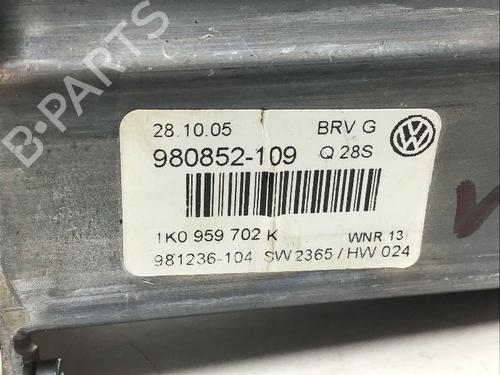 B-PARTS
28.10.05 BRV G
980852-109 Q 28S
1K0 959 702 K WNR 13
981236-104 SW 2365 / HW 024